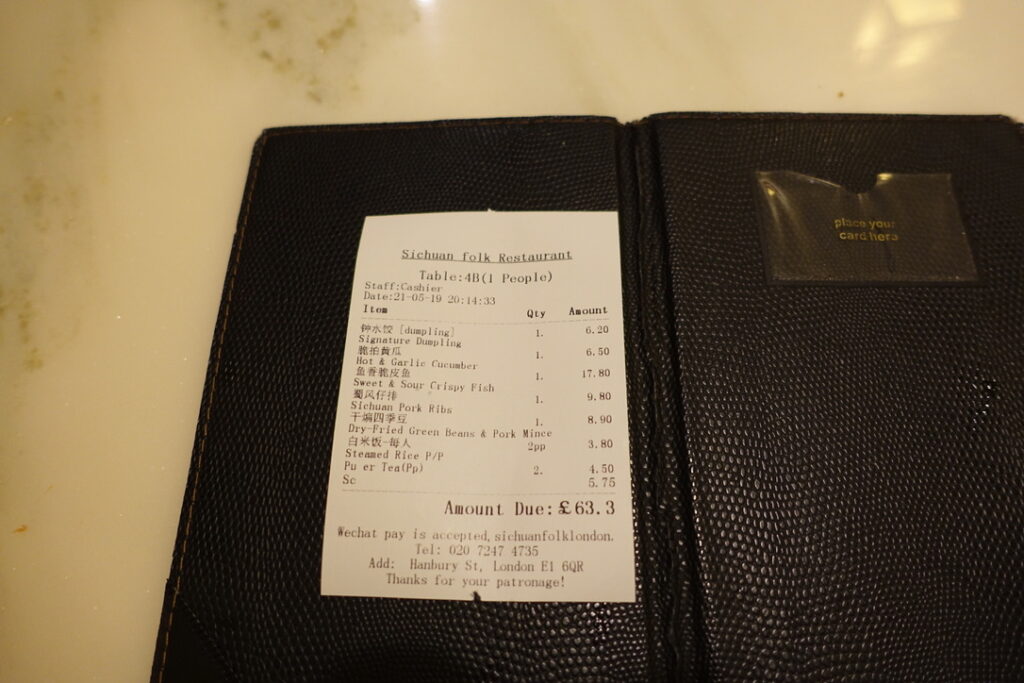 Sichuan folk Restaurant
Table:4B(1 People)
Staff:Cashier
Date:21-05-19 20:14:33
Item Qty Amount
钟水饺 [dumpling] 1. 6.20
Signature Dumpling
脆拍黄瓜 1. 6.50
Hot & Garlic Cucumber
鱼香脆皮鱼 1. 17.80
Sweet & Sour Crispy Fish
蜀风仔排 1. 9.80
Sichuan Pork Ribs
干煸四季豆 1. 8.90
Dry-Fried Green Beans & Pork Mince
白米饭-每人 2pp 3.80
Steamed Rice P/P
Pu er Tea(Pp) 2. 4.50
Sc 5.75
Amount Due:£63.3
Wechat pay is accepted,sichuanfolklondon.
Tel: 020 7247 4735
Add: Hanbury St, London E1 6QR
Thanks for your patronage!
place your
card here